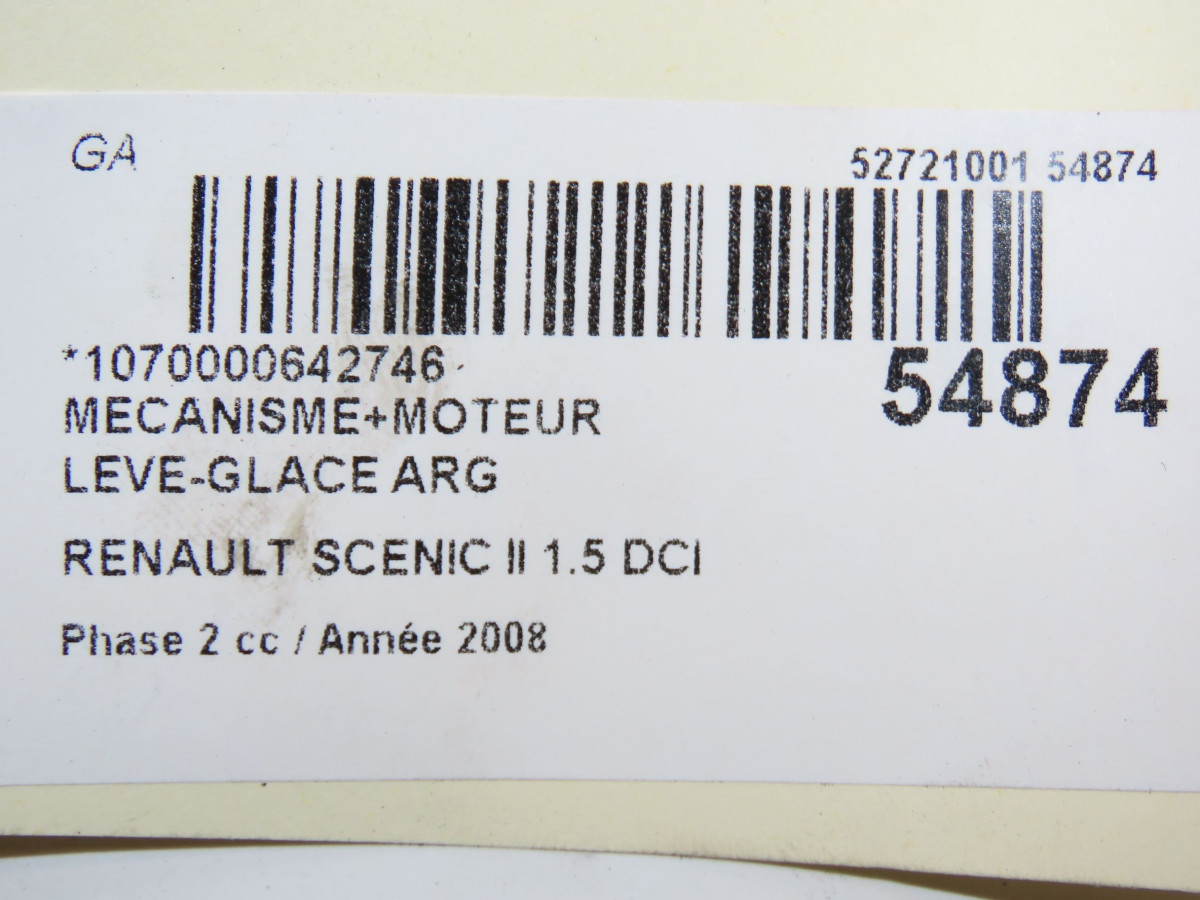 GA
52721001 54874
*1070000642746
54874
MECANISME+MOTEUR
LEVE-GLACE ARG
RENAULT SCENIC II 1.5 DCI
Phase 2 cc / Année 2008